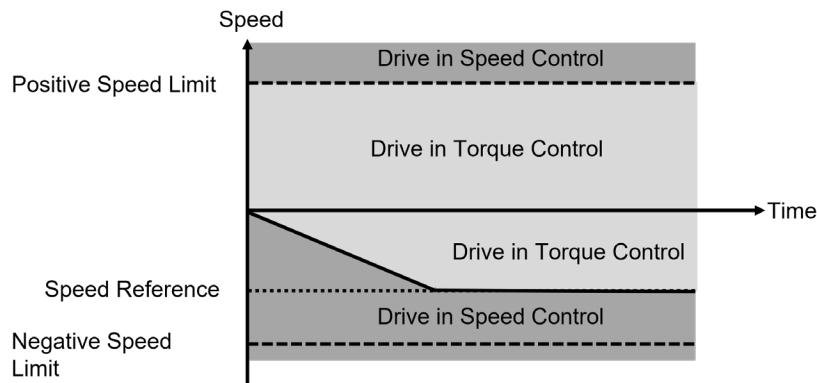 Speed
Drive in Speed Control
Positive Speed Limit
Drive in Torque Control
Time
Drive in Torque Control
Speed Reference
Drive in Speed Control
Negative Speed
Limit